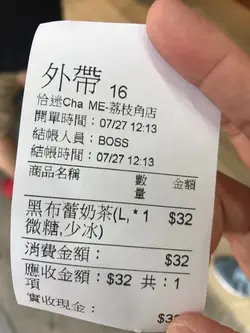 外帶 16
恰迷Cha ME-荔枝角店
開單時間：07/27 12:13
結帳人員：BOSS
結帳時間：07/27 12:13
商品名稱 數量 金額
黑布蕾奶茶(L,* 1 $32
微糖,少冰)
消費金額： $32
應收金額：$32 共：1
項
實收現金：